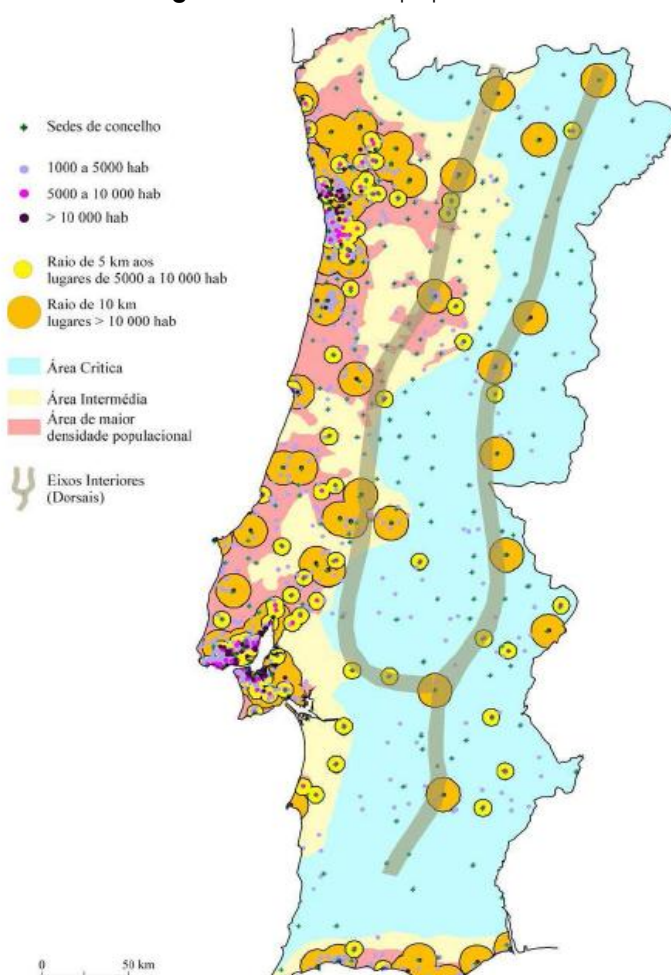 Sedes de concelho
1000 a 5000 hab
5000 a 10 000 hab
> 10 000 hab
Raio de 5 km aos
lugares de 5000 a 10 000 hab
Raio de 10 km
lugares > 10 000 hab
Área Crítica
Área Intermédia
Área de maior
densidade populacional
Eixos Interiores
(Dorsais)
0 50 km